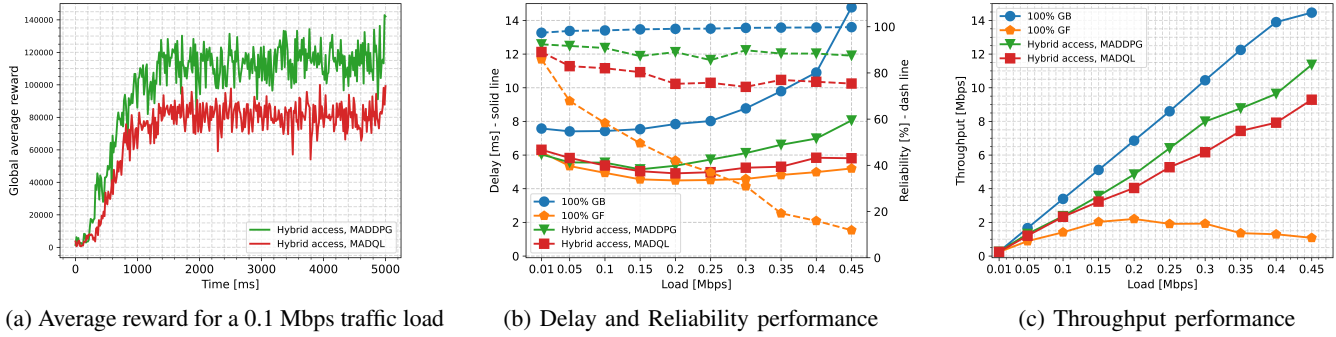 140000
120000
100000
80000
60000
40000
20000
0
Global average reward
0 1000 2000 3000 4000 5000
Time [ms]
Hybrid access, MADDPG
Hybrid access, MADQL
(a) Average reward for a 0.1 Mbps traffic load
14
12
10
8
6
4
2
0
Delay [ms] - solid line
100
80
60
40
20
0
Reliability [%] - dash line
100% GB
100% GF
Hybrid access, MADDPG
Hybrid access, MADQL
0.01 0.05 0.1 0.15 0.2 0.25 0.3 0.35 0.4 0.45
Load [Mbps]
(b) Delay and Reliability performance
14
12
10
8
6
4
2
0
Throughput [Mbps]
100% GB
100% GF
Hybrid access, MADDPG
Hybrid access, MADQL
0.01 0.05 0.1 0.15 0.2 0.25 0.3 0.35 0.4 0.45
Load [Mbps]
(c) Throughput performance